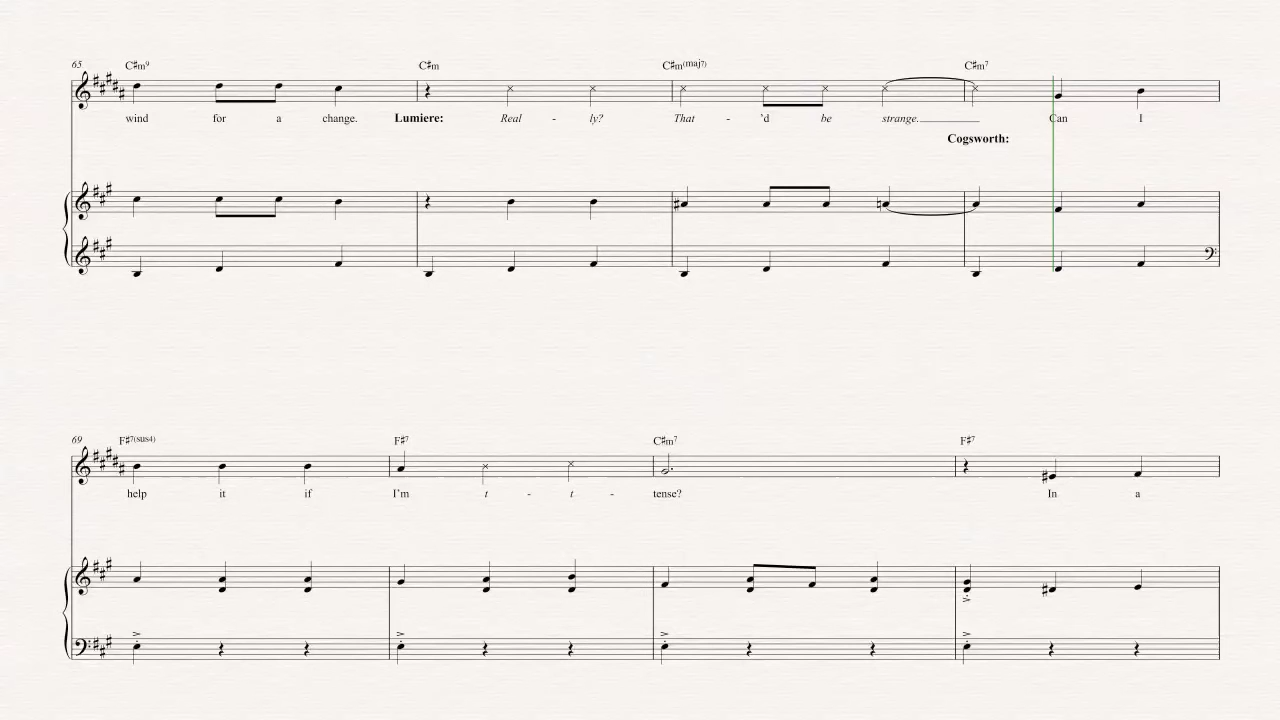 65 C♯m9 C♯m C♯m(maj7) C♯m7
wind for a change. Lumiere: Real - ly? That - 'd be strange. Can I
Cogsworth:
69 F♯7(sus4) F♯7 C♯m7 F♯7
help it if I'm t - t - tense? In a